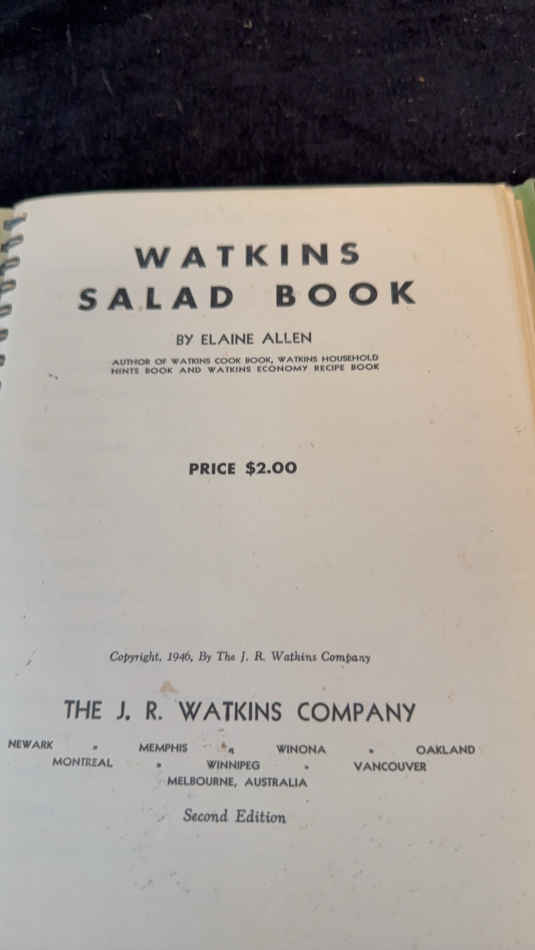 WATKINS
SALAD BOOK
BY ELAINE ALLEN
AUTHOR OF WATKINS COOK BOOK, WATKINS HOUSEHOLD
HINTS BOOK AND WATKINS ECONOMY RECIPE BOOK
PRICE $2.00
Copyright, 1946, By The J. R. Watkins Company
THE J. R. WATKINS COMPANY
NEWARK • MEMPHIS • WINONA • OAKLAND
MONTREAL • WINNIPEG • VANCOUVER
MELBOURNE, AUSTRALIA
Second Edition